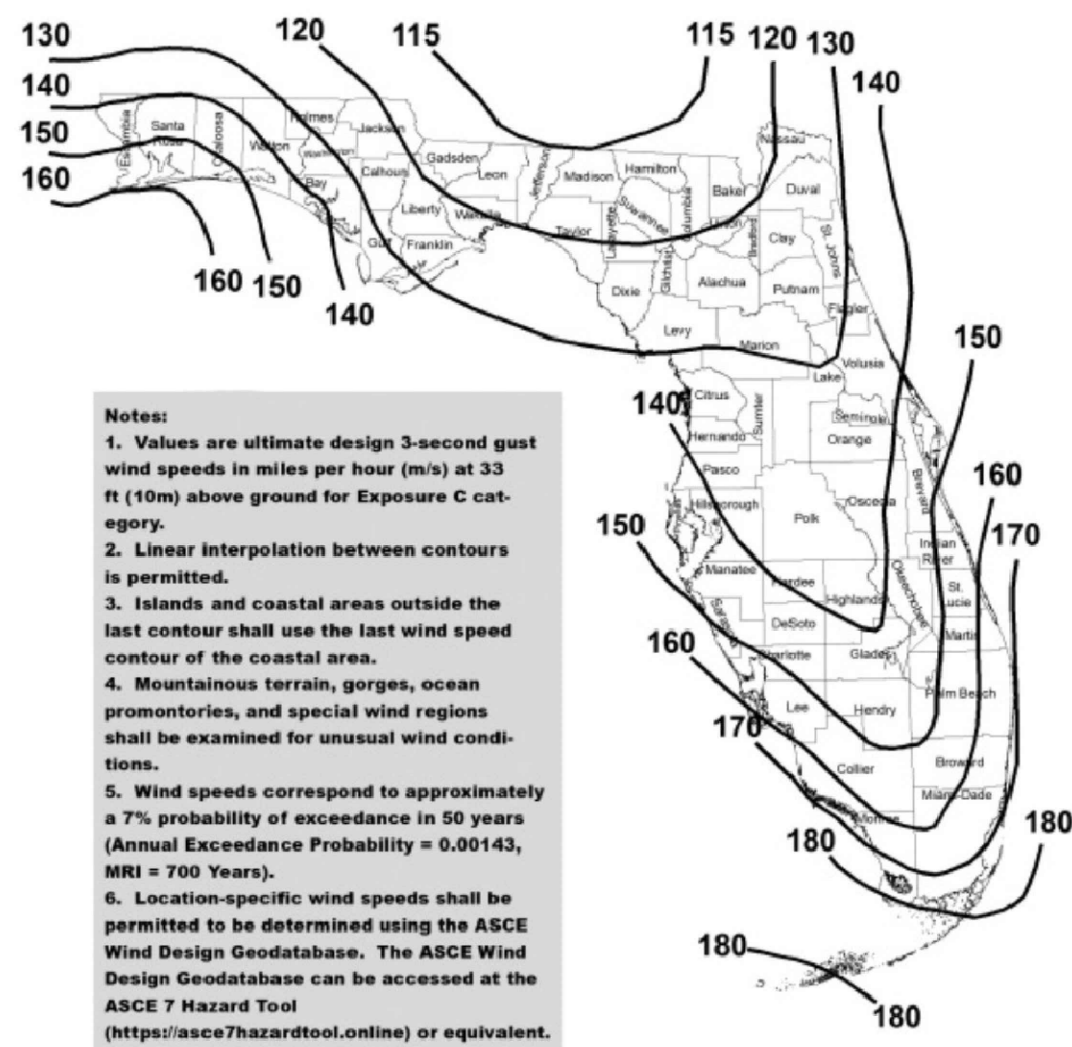 130
120
115
115
120
130
140
140
150
160
160
150
140
150
140
160
170
150
160
170
180
180
180
180
Escambia
Santa Rosa
Okaloosa
Walton
Holmes
Washington
Jackson
Bay
Calhoun
Gulf
Liberty
Franklin
Gadsden
Leon
Wakulla
Jefferson
Madison
Taylor
Hamilton
Suwannee
Lafayette
Columbia
Baker
Union
Bradford
Nassau
Duval
Clay
St. Johns
Dixie
Gilchrist
Alachua
Putnam
Flagler
Levy
Marion
Volusia
Lake
Citrus
Sumter
Hernando
Seminole
Orange
Pasco
Hillsborough
Polk
Osceola
Brevard
Indian
River
Manatee
Hardee
Highlands
Okeechobee
St.
Lucie
Sarasota
DeSoto
Martin
Charlotte
Glades
Palm Beach
Lee
Hendry
Collier
Broward
Miami-Dade
Monroe
Notes:
1. Values are ultimate design 3-second gust
wind speeds in miles per hour (m/s) at 33
ft (10m) above ground for Exposure C cat-
egory.
2. Linear interpolation between contours
is permitted.
3. Islands and coastal areas outside the
last contour shall use the last wind speed
contour of the coastal area.
4. Mountainous terrain, gorges, ocean
promontories, and special wind regions
shall be examined for unusual wind condi-
tions.
5. Wind speeds correspond to approximately
a 7% probability of exceedance in 50 years
(Annual Exceedance Probability = 0.00143,
MRI = 700 Years).
6. Location-specific wind speeds shall be
permitted to be determined using the ASCE
Wind Design Geodatabase. The ASCE Wind
Design Geodatabase can be accessed at the
ASCE 7 Hazard Tool
(https://asce7hazardtool.online) or equivalent.